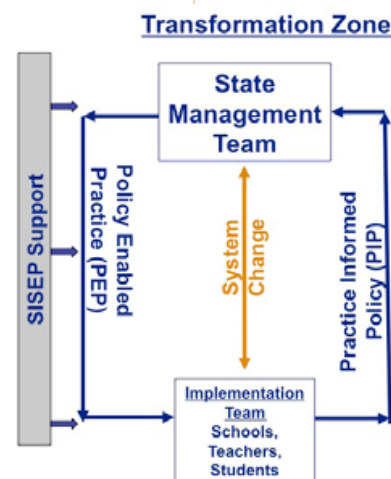 Transformation Zone
State
Management
Team
SISEP Support
Policy Enabled
Practice (PEP)
System
Change
Practice Informed
Policy (PIP)
Implementation
Team
Schools,
Teachers,
Students